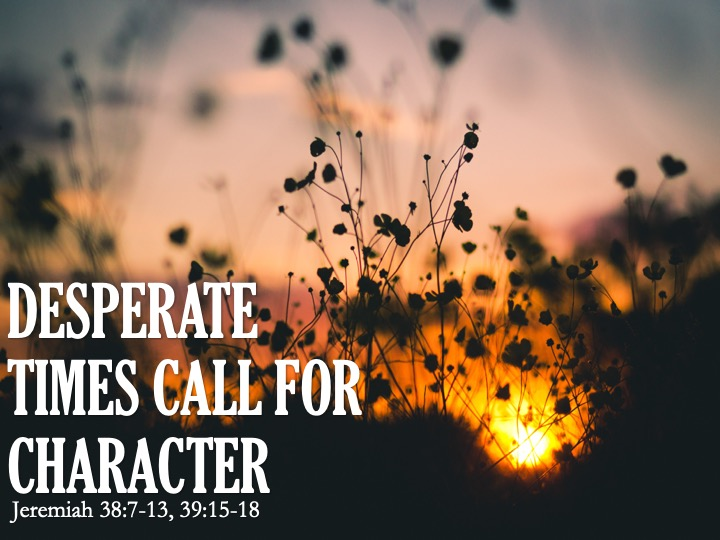 DESPERATE
TIMES CALL FOR
CHARACTER
Jeremiah 38:7-13, 39:15-18